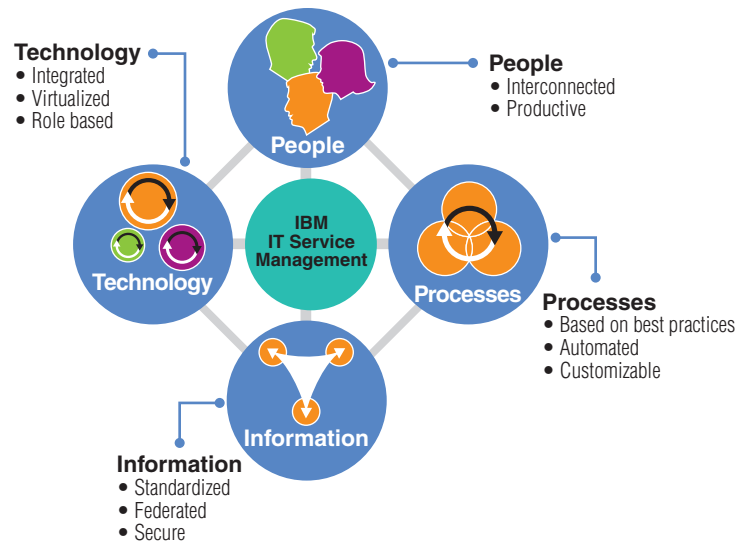 Technology
• Integrated
• Virtualized
• Role based
People
• Interconnected
• Productive
People
IBM
IT Service
Management
Technology
Processes
Processes
• Based on best practices
• Automated
• Customizable
Information
Information
• Standardized
• Federated
• Secure